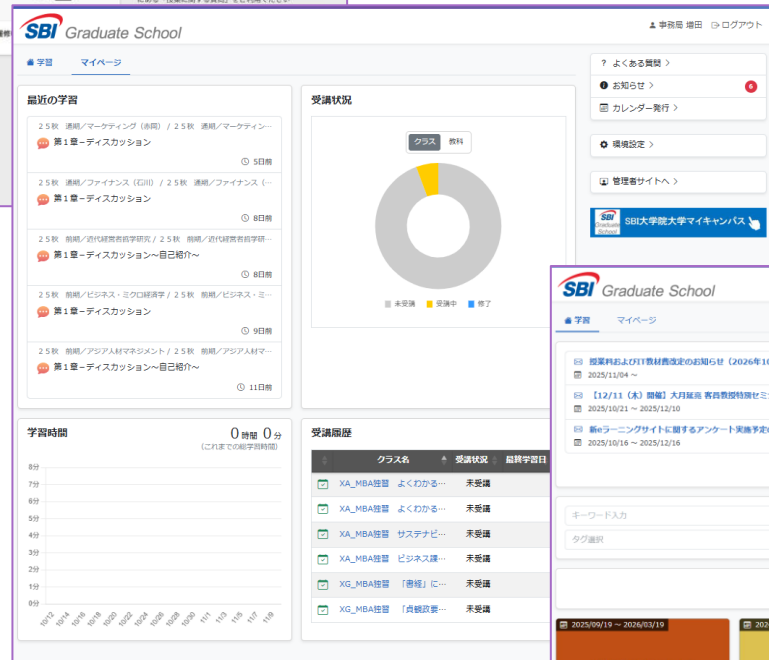 にある「授業に関する質問」をご利用ください
SBI Graduate School
事務局 増田 ログアウト
学習 マイページ
最近の学習
25秋 通期／マーケティング（赤岡）/ 25秋 通期／マーケティン…
第1章－ディスカッション
5日前
25秋 通期／ファイナンス（石川）/ 25秋 通期／ファイナンス（…
第1章－ディスカッション
8日前
25秋 前期／近代経営者哲学研究 / 25秋 前期／近代経営者哲学研…
第1章－ディスカッション～自己紹介～
8日前
25秋 前期／ビジネス・ミクロ経済学 / 25秋 前期／ビジネス・ミ…
第1章－ディスカッション
9日前
25秋 前期／アジア人材マネジメント / 25秋 前期／アジア人材マ…
第1章－ディスカッション～自己紹介～
11日前
受講状況
クラス 教科
未受講 受講中 修了
? よくある質問 >
お知らせ > 6
カレンダー発行 >
環境設定 >
管理者サイトへ >
SBI Graduate School SBI大学院大学マイキャンパス
学習時間 0 時間 0 分
(これまでの総学習時間)
8分
7分
6分
5分
4分
3分
2分
1分
0分
10/12 10/14 10/16 10/18 10/20 10/22 10/24 10/26 10/28 10/30 11/1 11/3 11/5 11/7 11/9
受講履歴
クラス名 受講状況 最終学習日
XA_MBA独習 よくわかる… 未受講
XA_MBA独習 よくわかる… 未受講
XA_MBA独習 サステナビ… 未受講
XA_MBA独習 ビジネス課… 未受講
XG_MBA独習 「書経」に… 未受講
XG_MBA独習 「貞観政要… 未受講
SBI Graduate School
学習 マイページ
授業料およびIT教材費改定のお知らせ（2026年10
2025/11/04 ～
【12/11（木）開催】大月延亮 客員教授特別セミ
2025/10/21 ～ 2025/12/10
新eラーニングサイトに関するアンケート実施予定の
2025/10/16 ～ 2025/12/16
キーワード入力
タグ選択
2025/09/19 ～ 2026/03/19